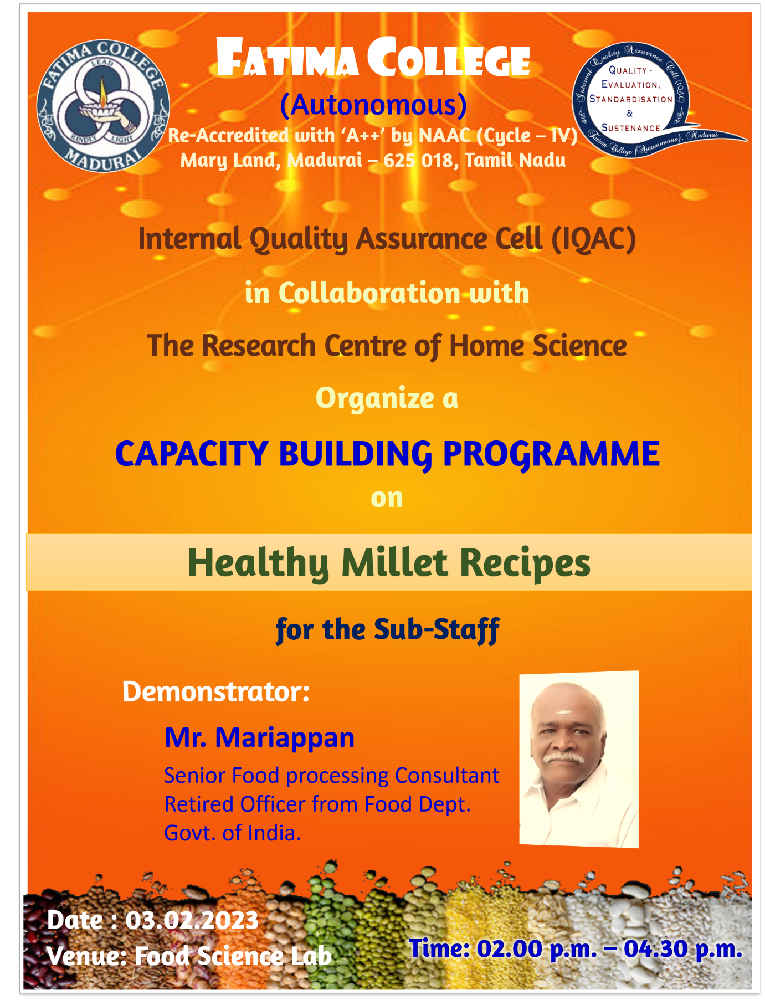 FATIMA COLLEGE
LEAD
KINDLY LIGHT
MADURAI
FATIMA COLLEGE
(Autonomous)
Re-Accredited with ‘A++’ by NAAC (Cycle – IV)
Mary Land, Madurai – 625 018, Tamil Nadu
Internal Quality Assurance Cell (IQAC)
QUALITY -
EVALUATION,
STANDARDISATION
&
SUSTENANCE
Fatima College (Autonomous), Madurai
Internal Quality Assurance Cell (IQAC)
in Collaboration with
The Research Centre of Home Science
Organize a
CAPACITY BUILDING PROGRAMME
on
Healthy Millet Recipes
for the Sub-Staff
Demonstrator:
Mr. Mariappan
Senior Food processing Consultant
Retired Officer from Food Dept.
Govt. of India.
Date : 03.02.2023
Venue: Food Science Lab
Time: 02.00 p.m. – 04.30 p.m.